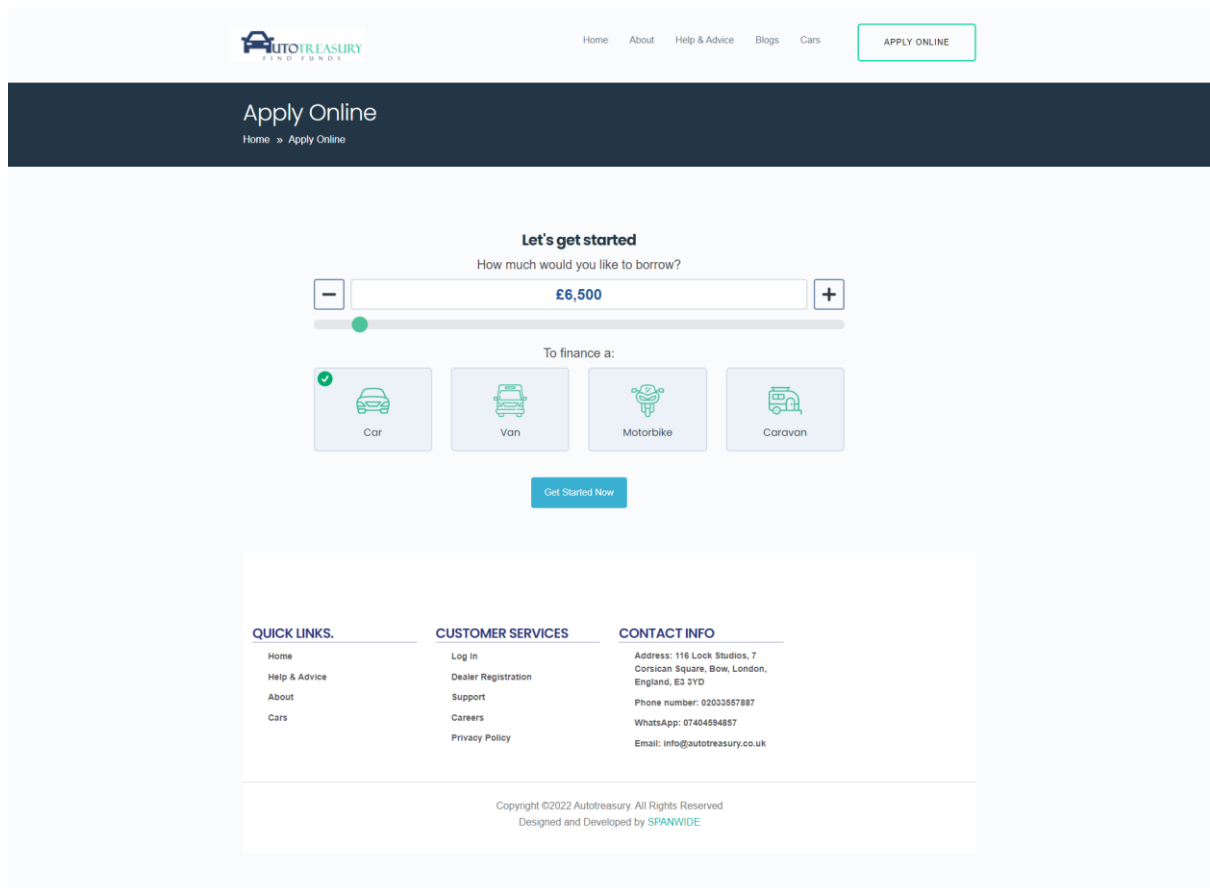 AUTOTREASURY
FIND FUNDS
Home About Help & Advice Blogs Cars APPLY ONLINE
Apply Online
Home » Apply Online
Let's get started
How much would you like to borrow?
£6,500
To finance a:
Car Van Motorbike Caravan
Get Started Now
QUICK LINKS.
Home
Help & Advice
About
Cars
CUSTOMER SERVICES
Log In
Dealer Registration
Support
Careers
Privacy Policy
CONTACT INFO
Address: 116 Lock Studios, 7
Corsican Square, Bow, London,
England, E3 3YD
Phone number: 02033557887
WhatsApp: 07404594857
Email: info@autotreasury.co.uk
Copyright ©2022 Autotreasury. All Rights Reserved
Designed and Developed by SPANWIDE